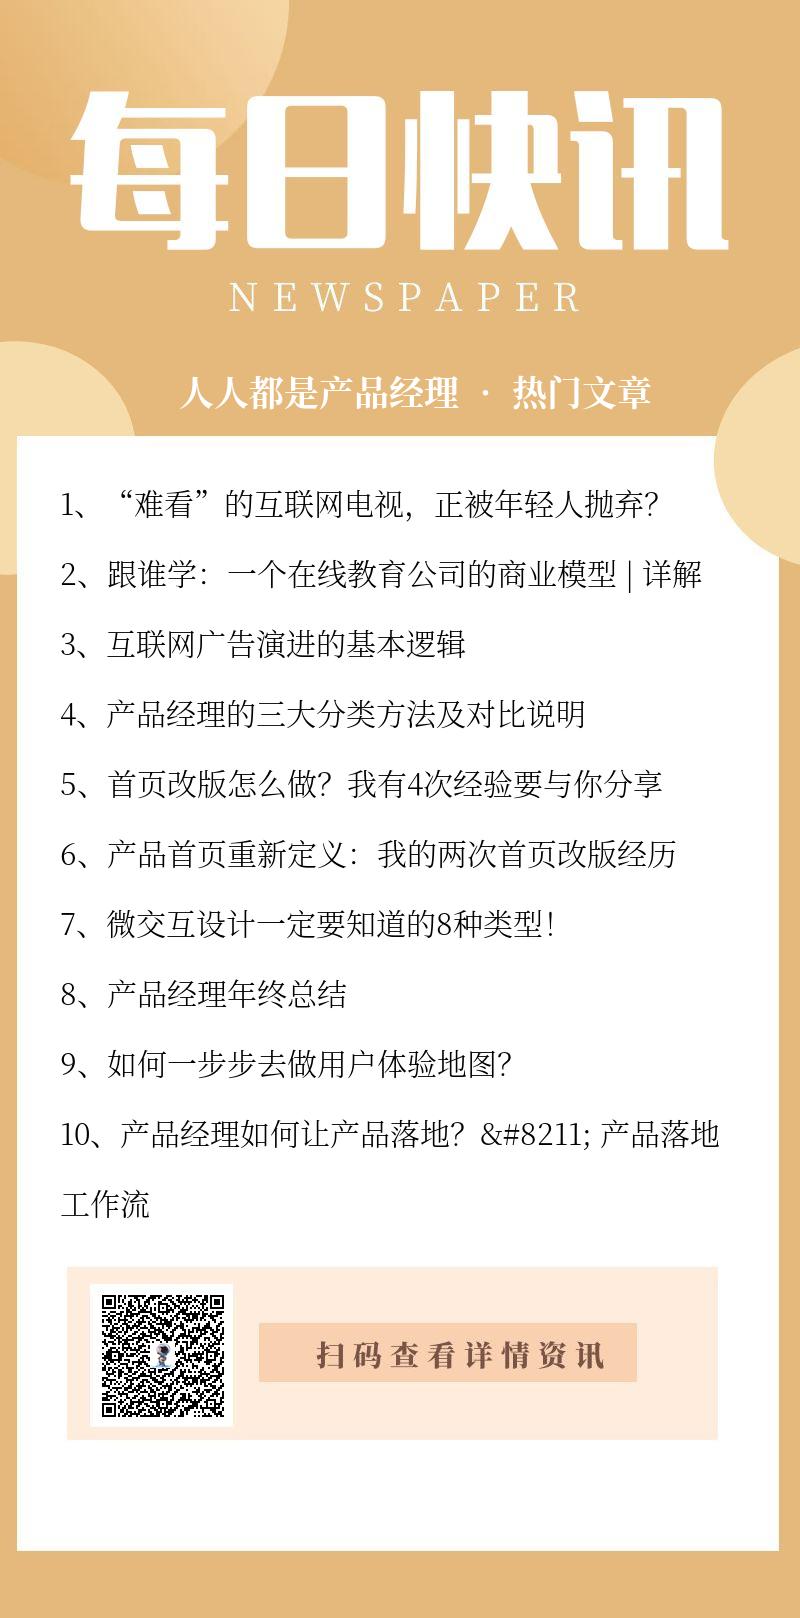 每日快讯
NEWSPAPER
人人都是产品经理 · 热门文章
1、“难看”的互联网电视，正被年轻人抛弃？
2、跟谁学：一个在线教育公司的商业模型 | 详解
3、互联网广告演进的基本逻辑
4、产品经理的三大分类方法及对比说明
5、首页改版怎么做？我有4次经验要与你分享
6、产品首页重新定义：我的两次首页改版经历
7、微交互设计一定要知道的8种类型！
8、产品经理年终总结
9、如何一步步去做用户体验地图？
10、产品经理如何让产品落地？&#8211; 产品落地
工作流
扫码查看详情资讯